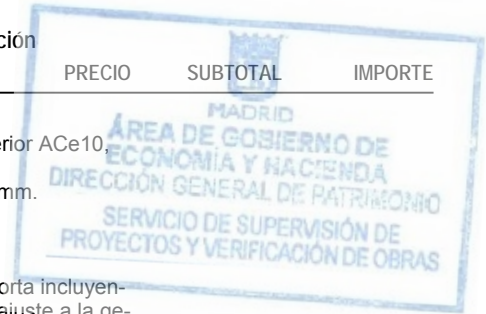 ción
PRECIO SUBTOTAL IMPORTE
MADRID
erior ACe10,
ÁREA DE GOBIERNO DE
ECONOMÍA Y HACIENDA
mm.
DIRECCIÓN GENERAL DE PATRIMONIO
SERVICIO DE SUPERVISIÓN DE
PROYECTOS Y VERIFICACIÓN DE OBRAS
orta incluyen-
ajuste a la ge-